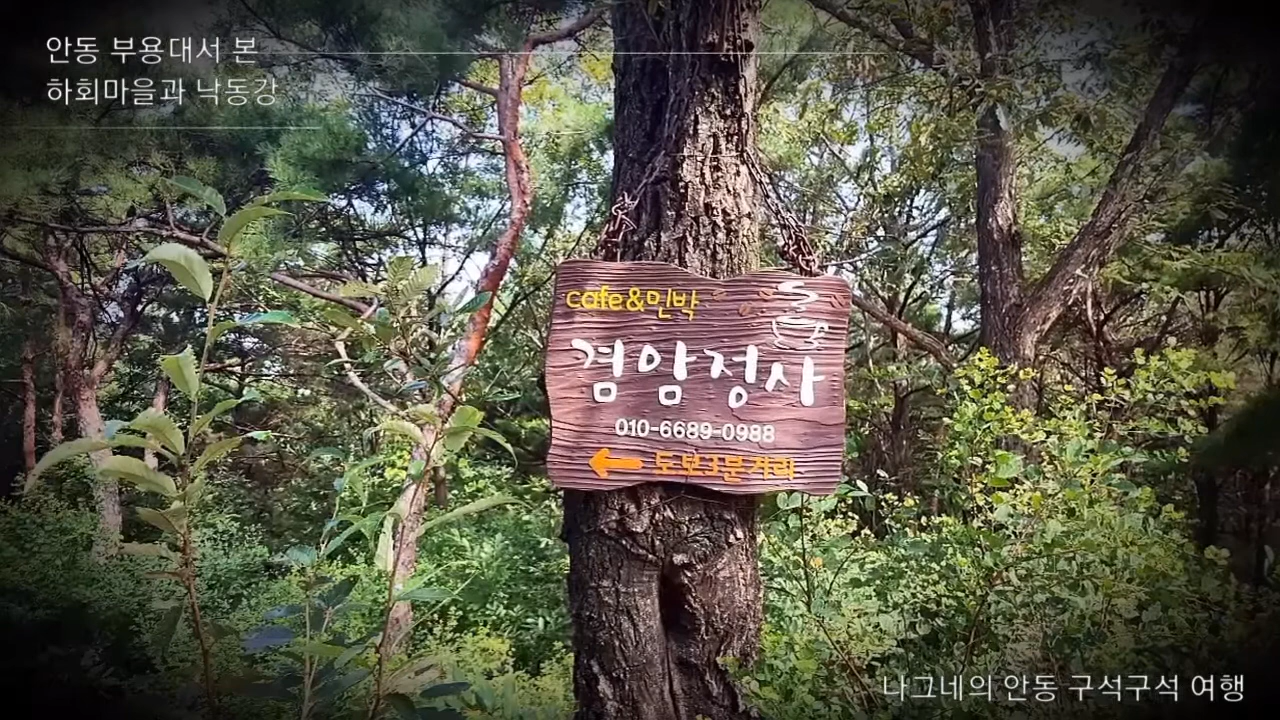 안동 부용대서 본
하회마을과 낙동강
cafe&민박
겸암정사
010-6689-0988
도보3분거리
나그네의 안동 구석구석 여행